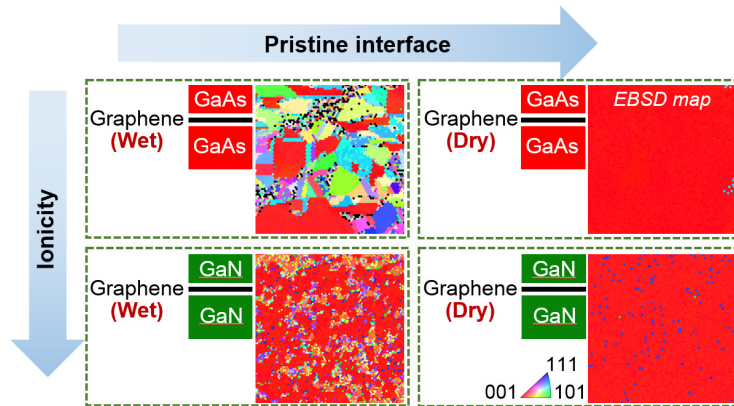 Pristine interface
Ionicity
GaAs
Graphene
(Wet)
GaAs
GaAs
Graphene
(Dry)
GaAs
EBSD map
GaN
Graphene
(Wet)
GaN
GaN
Graphene
(Dry)
GaN
111
001
101